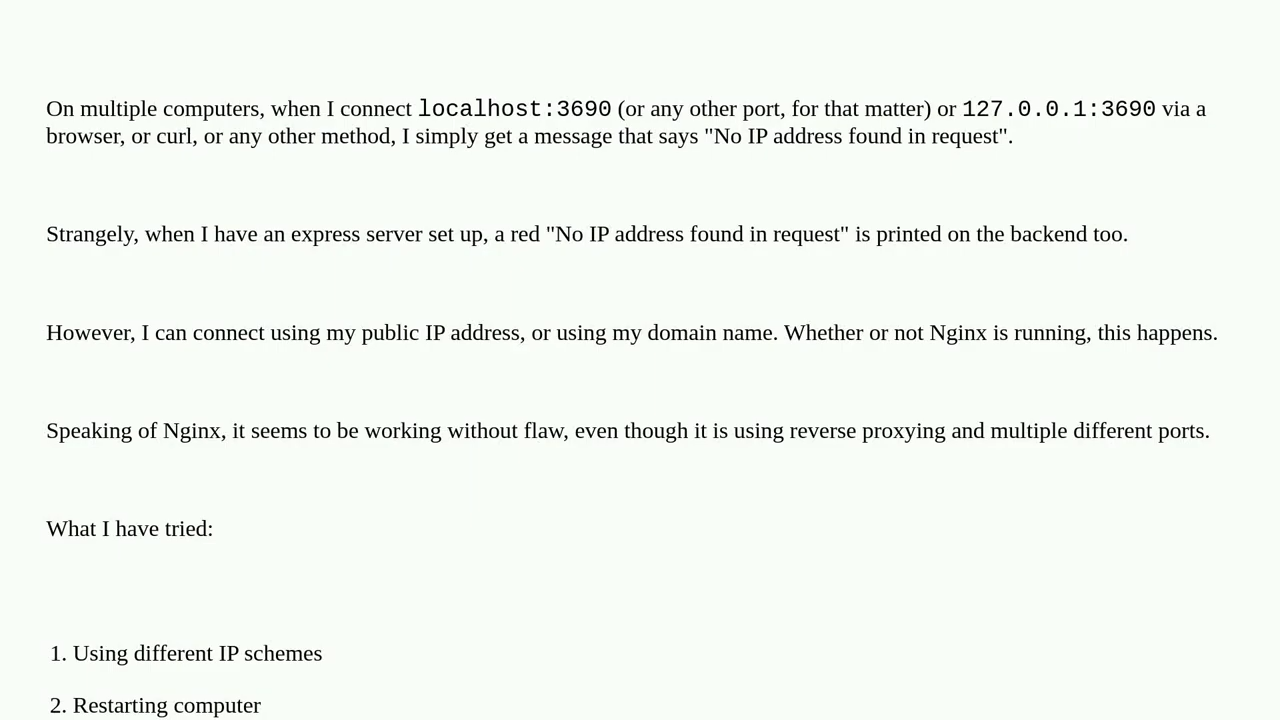 On multiple computers, when I connect localhost:3690 (or any other port, for that matter) or 127.0.0.1:3690 via a
browser, or curl, or any other method, I simply get a message that says "No IP address found in request".
Strangely, when I have an express server set up, a red "No IP address found in request" is printed on the backend too.
However, I can connect using my public IP address, or using my domain name. Whether or not Nginx is running, this happens.
Speaking of Nginx, it seems to be working without flaw, even though it is using reverse proxying and multiple different ports.
What I have tried:
1. Using different IP schemes
2. Restarting computer